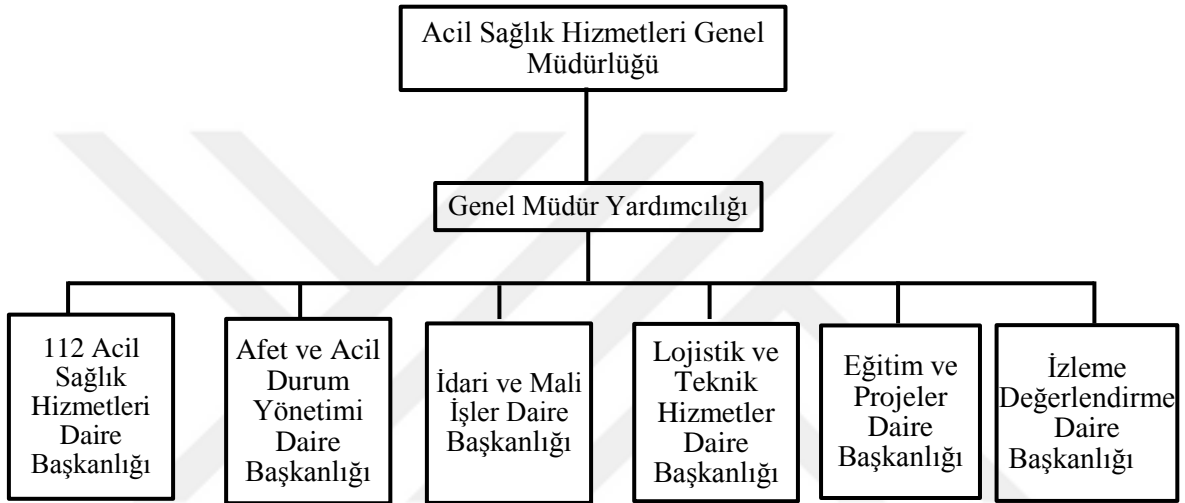 Acil Sağlık Hizmetleri Genel
Müdürlüğü
Genel Müdür Yardımcılığı
112 Acil
Sağlık
Hizmetleri
Daire
Başkanlığı
Afet ve Acil
Durum
Yönetimi
Daire
Başkanlığı
İdari ve Mali
İşler Daire
Başkanlığı
Lojistik ve
Teknik
Hizmetler
Daire
Başkanlığı
Eğitim ve
Projeler
Daire
Başkanlığı
İzleme
Değerlendirme
Daire
Başkanlığı